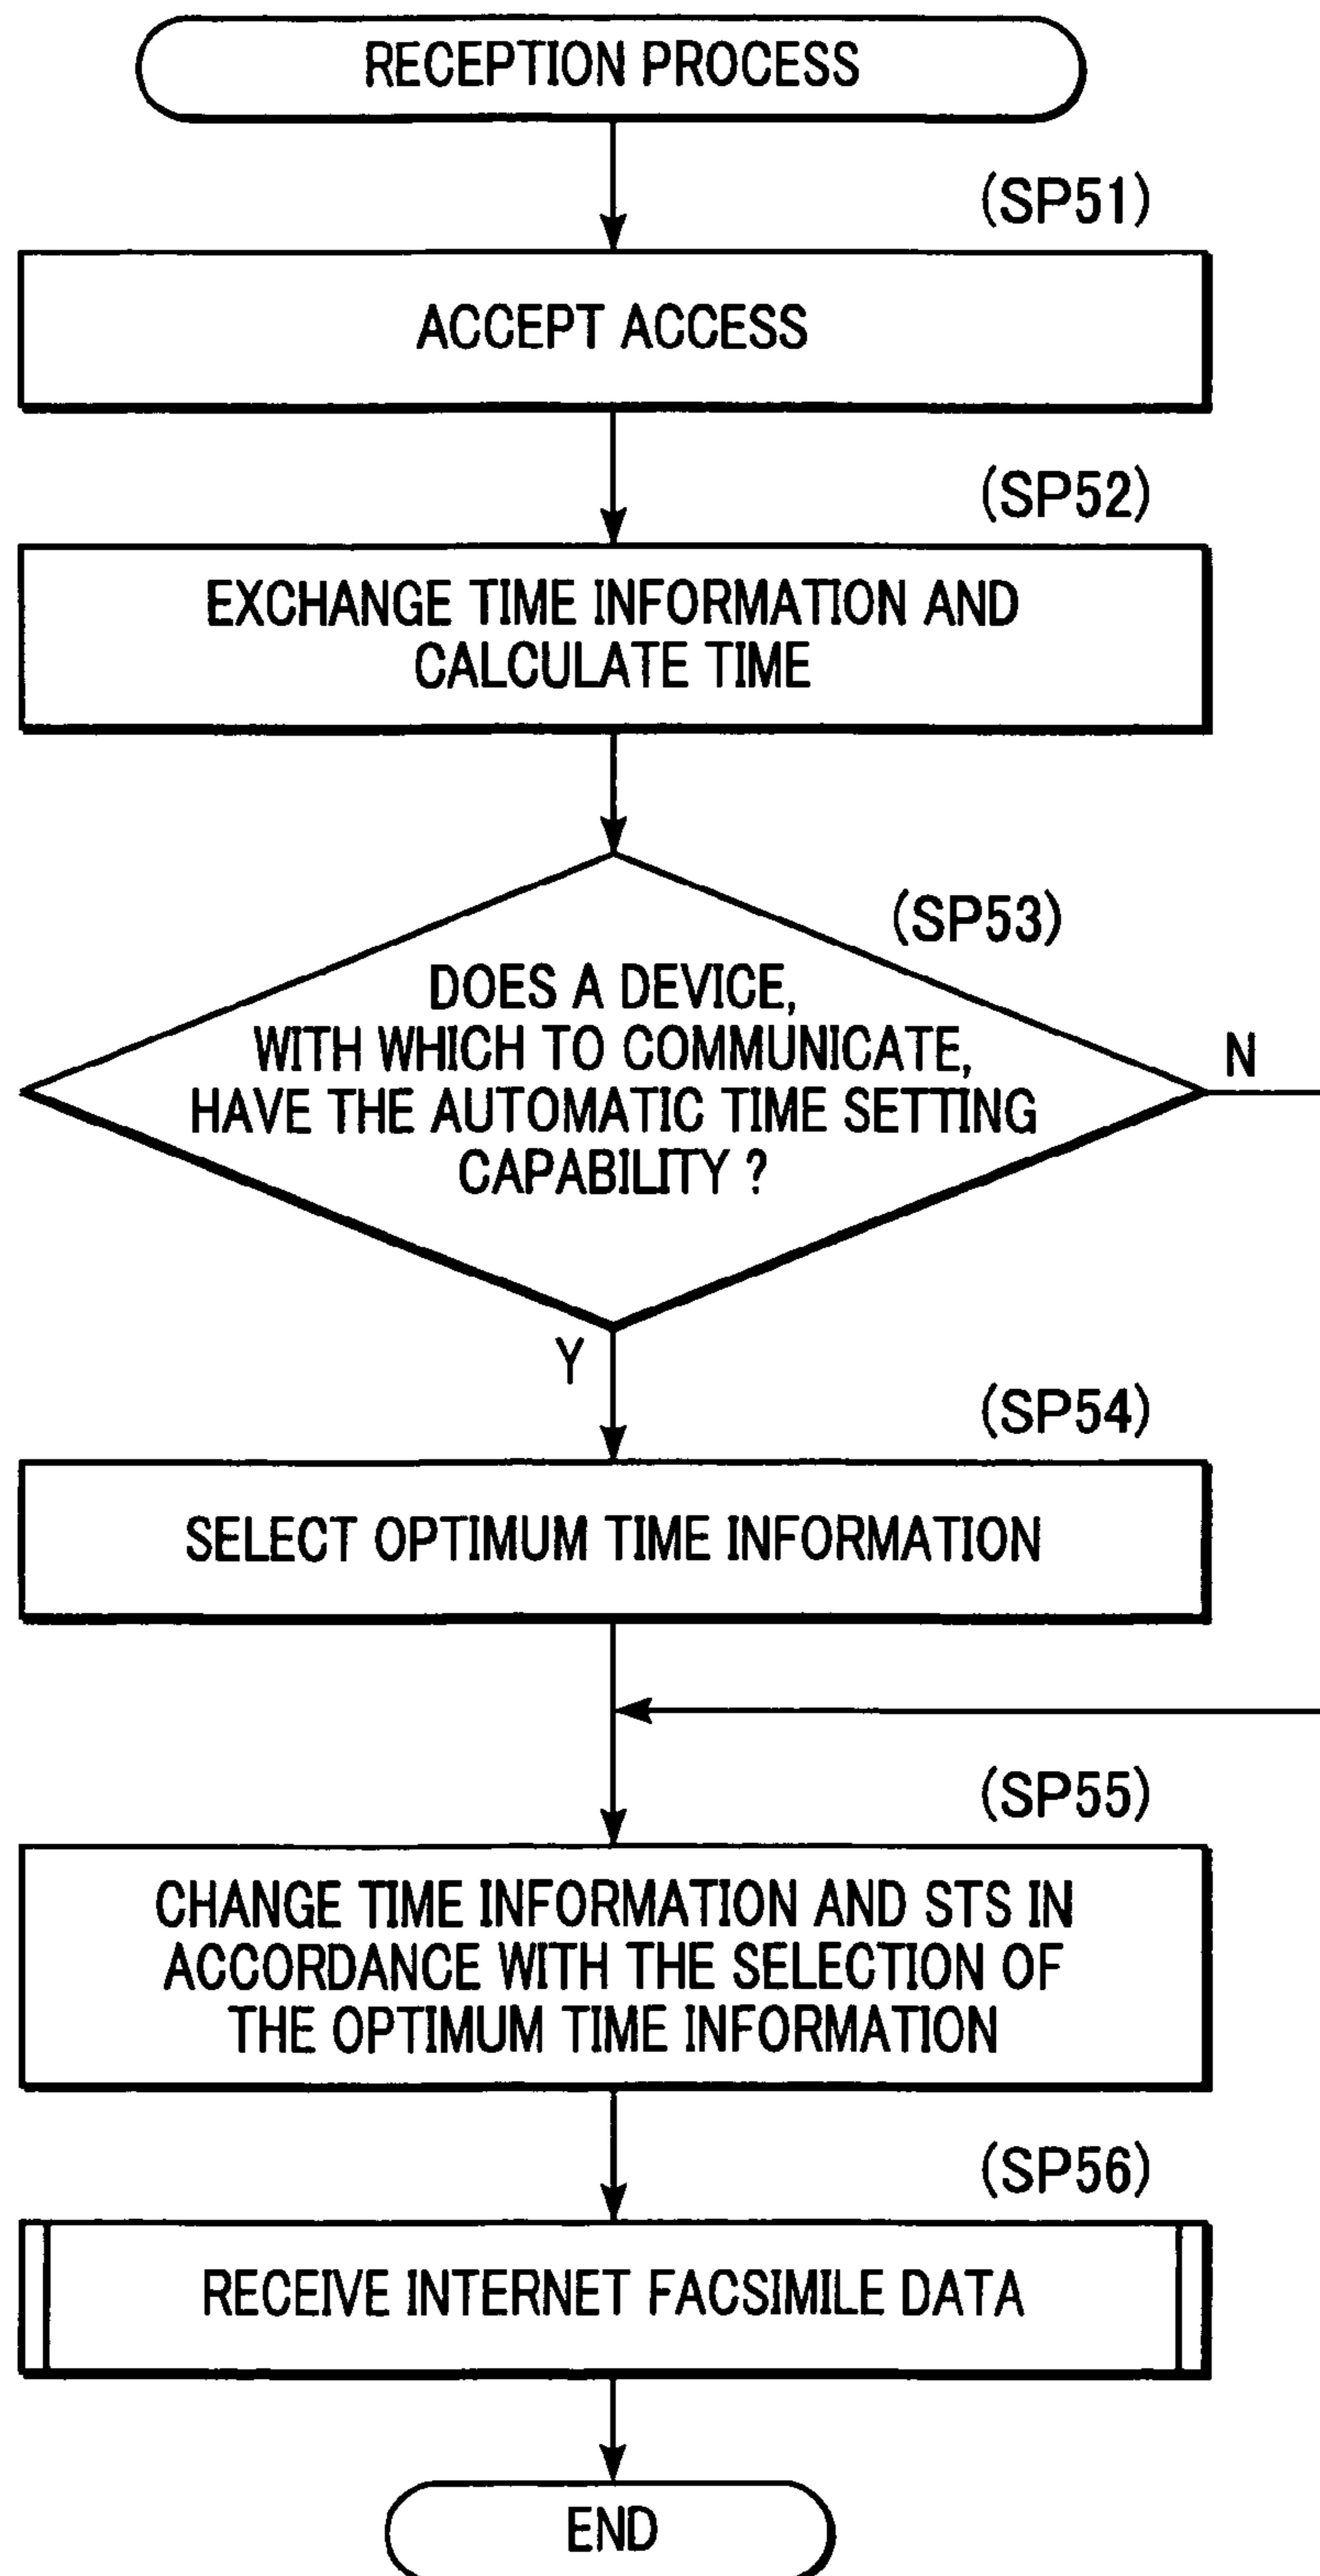 RECEPTION PROCESS
(SP51)
ACCEPT ACCESS
(SP52)
EXCHANGE TIME INFORMATION AND
CALCULATE TIME
(SP53)
DOES A DEVICE,
WITH WHICH TO COMMUNICATE,
HAVE THE AUTOMATIC TIME SETTING
CAPABILITY ?
N
Y
(SP54)
SELECT OPTIMUM TIME INFORMATION
(SP55)
CHANGE TIME INFORMATION AND STS IN
ACCORDANCE WITH THE SELECTION OF
THE OPTIMUM TIME INFORMATION
(SP56)
RECEIVE INTERNET FACSIMILE DATA
END